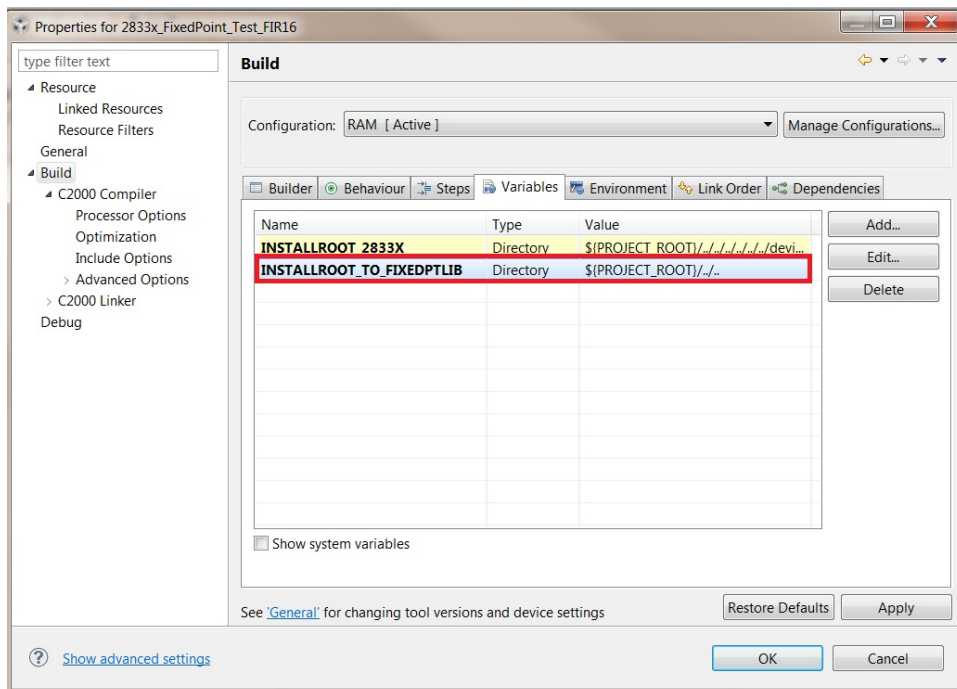 Properties for 2833x_FixedPoint_Test_FIR16
type filter text
Build
Resource
Linked Resources
Resource Filters
General
Build
C2000 Compiler
Processor Options
Optimization
Include Options
Advanced Options
C2000 Linker
Debug
Configuration: RAM [ Active ]
Manage Configurations...
Builder Behaviour Steps Variables Environment Link Order Dependencies
Name Type Value
INSTALLROOT_2833X Directory ${PROJECT_ROOT}/../../../../../../devi...
INSTALLROOT_TO_FIXEDPTLIB Directory ${PROJECT_ROOT}/../..
Add...
Edit...
Delete
Show system variables
See 'General' for changing tool versions and device settings
Restore Defaults Apply
Show advanced settings
OK Cancel